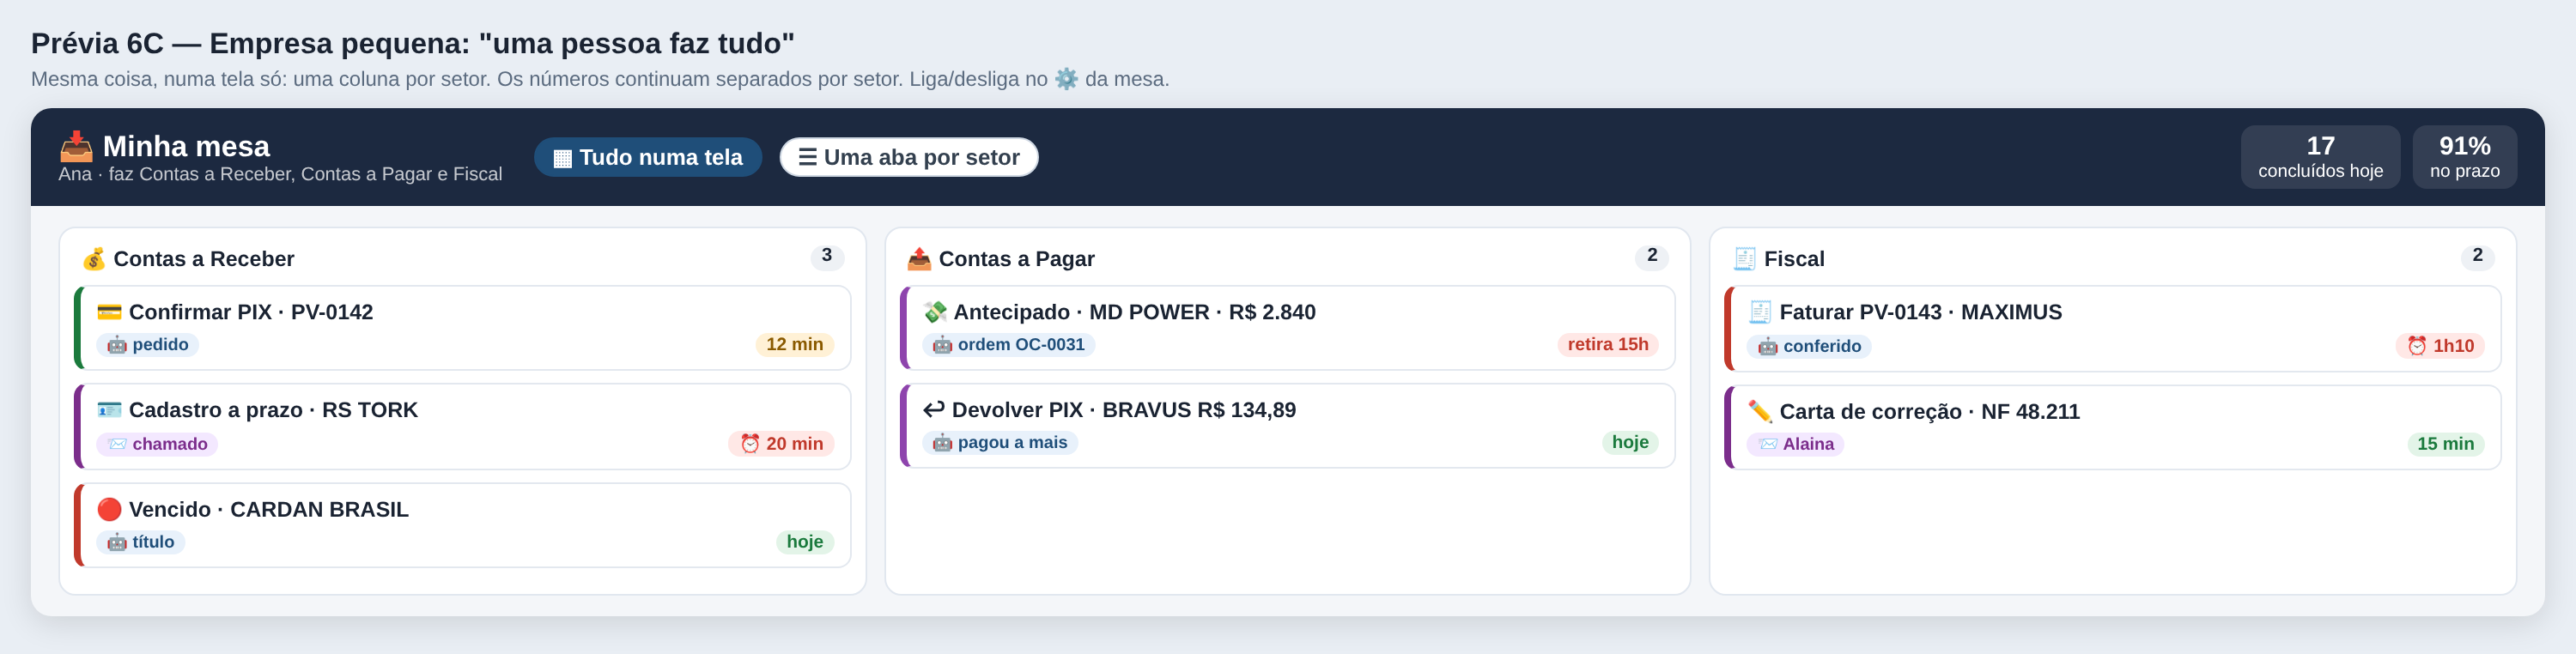 Prévia 6C — Empresa pequena: "uma pessoa faz tudo"
Mesma coisa, numa tela só: uma coluna por setor. Os números continuam separados por setor. Liga/desliga no ⚙️ da mesa.
📥 Minha mesa
Ana · faz Contas a Receber, Contas a Pagar e Fiscal
▦ Tudo numa tela
☰ Uma aba por setor
17
concluídos hoje
91%
no prazo
💰 Contas a Receber 3
💳 Confirmar PIX · PV-0142
🤖 pedido 12 min
🪪 Cadastro a prazo · RS TORK
📨 chamado ⏰ 20 min
🔴 Vencido · CARDAN BRASIL
🤖 título hoje
📤 Contas a Pagar 2
💸 Antecipado · MD POWER · R$ 2.840
🤖 ordem OC-0031 retira 15h
↩ Devolver PIX · BRAVUS R$ 134,89
🤖 pagou a mais hoje
🧾 Fiscal 2
🧾 Faturar PV-0143 · MAXIMUS
🤖 conferido ⏰ 1h10
✏️ Carta de correção · NF 48.211
📨 Alaina 15 min